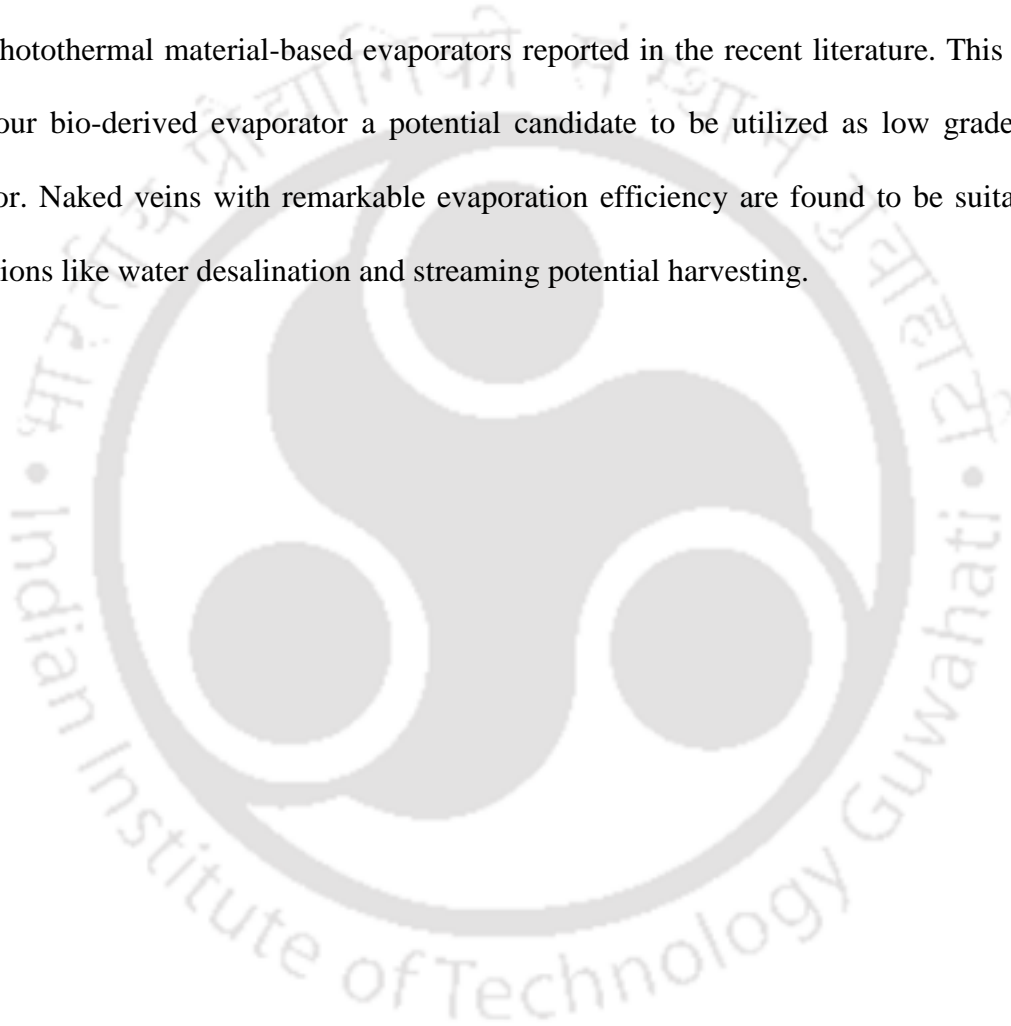 hotothermal material-based evaporators reported in the recent literature. This
our bio-derived evaporator a potential candidate to be utilized as low grade
or. Naked veins with remarkable evaporation efficiency are found to be suita
tions like water desalination and streaming potential harvesting.
Indian Institute of Technology Guwahati